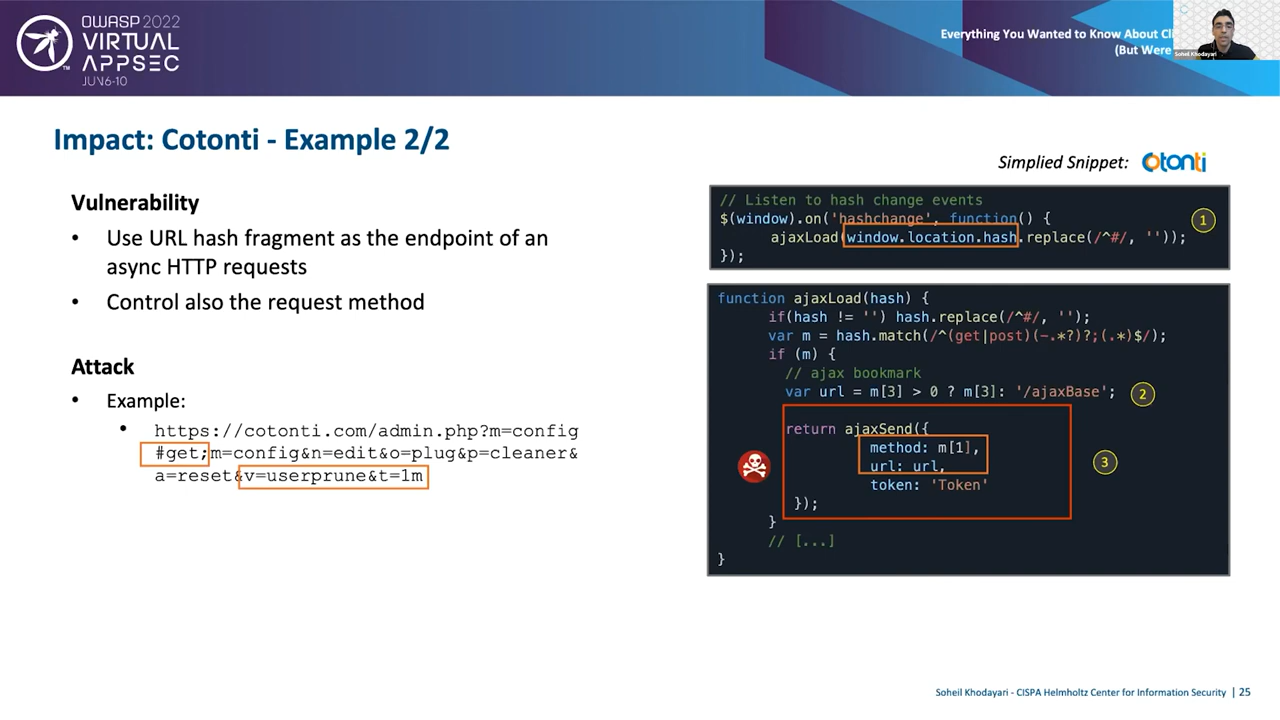 OWASP 2022
VIRTUAL
APPSEC
JUN 6-10
TM
Everything You Wanted to Know About Cli
(But Were
Soheil Khodayari
Impact: Cotonti - Example 2/2
Simplied Snippet:
Cotonti
Vulnerability
• Use URL hash fragment as the endpoint of an
async HTTP requests
• Control also the request method
Attack
• Example:
• https://cotonti.com/admin.php?m=config
#get;m=config&n=edit&o=plug&p=cleaner&
a=reset&v=userprune&t=1m
// Listen to hash change events
$(window).on('hashchange', function() {
ajaxLoad(window.location.hash.replace(/^#/, ''));
});
1
function ajaxLoad(hash) {
if(hash != '') hash.replace(/^#/, '');
var m = hash.match(/^(get|post)(-.*?)?;(.*)$/);
if (m) {
// ajax bookmark
var url = m[3] > 0 ? m[3]: '/ajaxBase';
2
return ajaxSend({
method: m[1],
url: url,
token: 'Token'
});
3
}
// [...]
}
Soheil Khodayari - CISPA Helmholtz Center for Information Security | 25